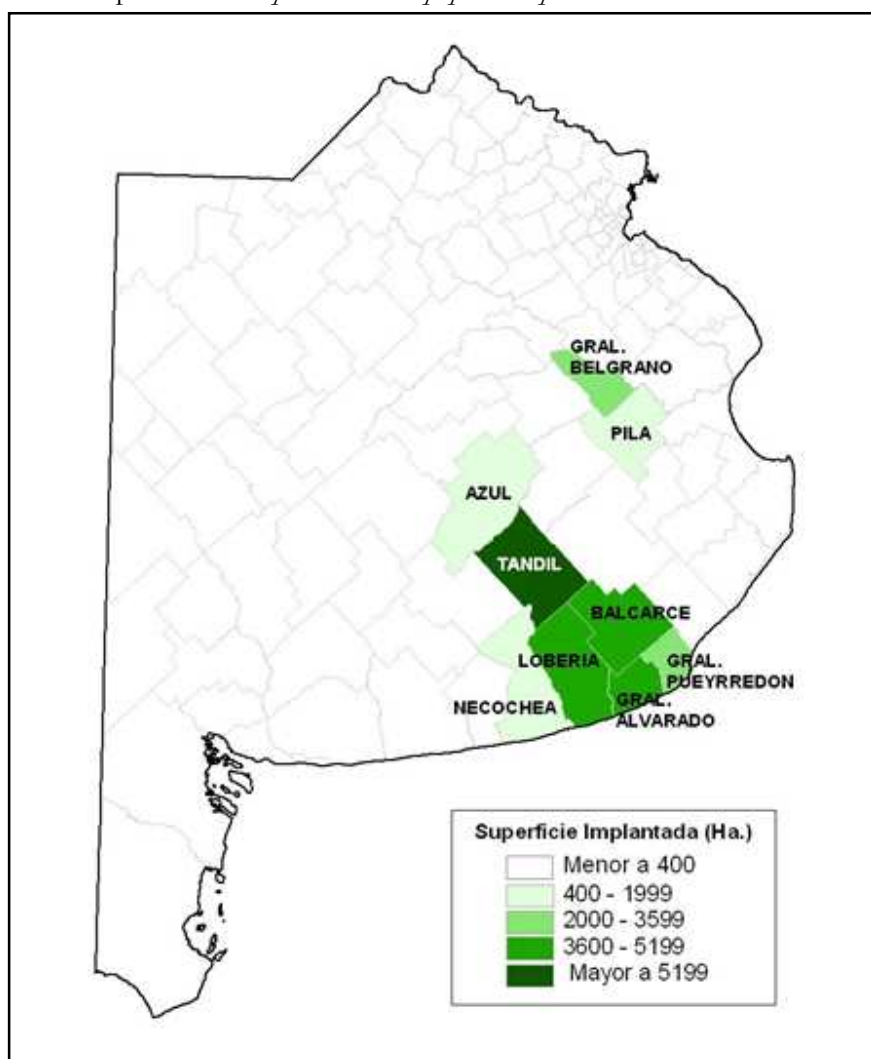 GRAL.
BELGRANO
PILA
AZUL
TANDIL
BALCARCE
LOBERIA
GRAL.
PUEYRREDON
NECOCHEA
GRAL.
ALVARADO
Superficie Implantada (Ha.)
Menor a 400
400 - 1999
2000 - 3599
3600 - 5199
Mayor a 5199